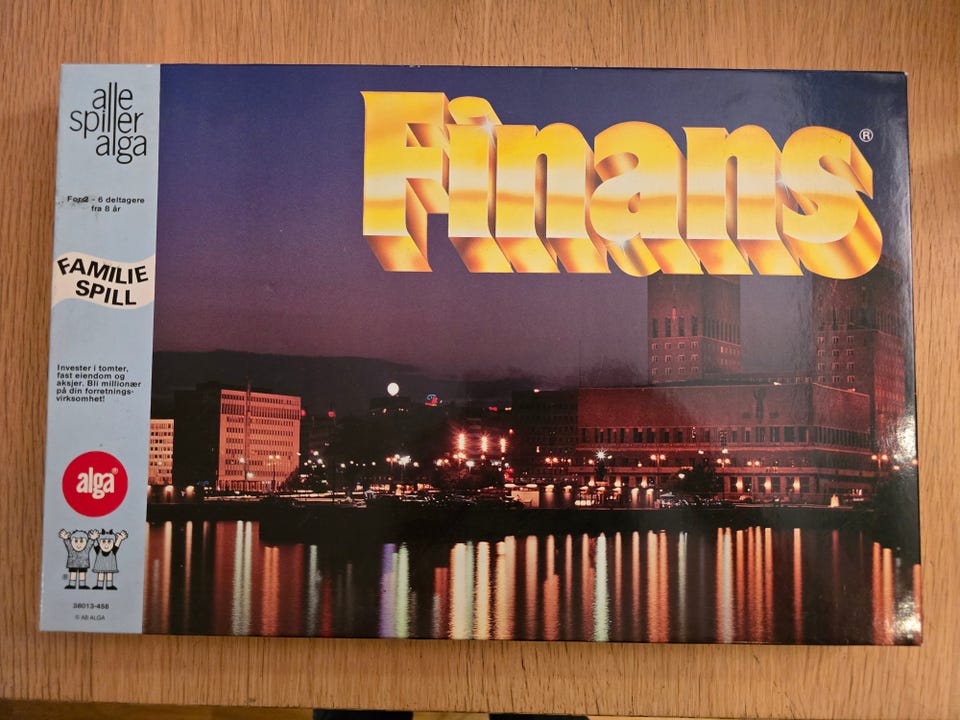 alle
spiller
alga
For 2 - 6 deltagere
fra 8 år
FAMILIE
SPILL
Invester i tomter,
fast eiendom og
aksjer. Bli millionær
på din forretnings-
virksomhet!
alga®
®
38013-458
© AB ALGA
Finans®